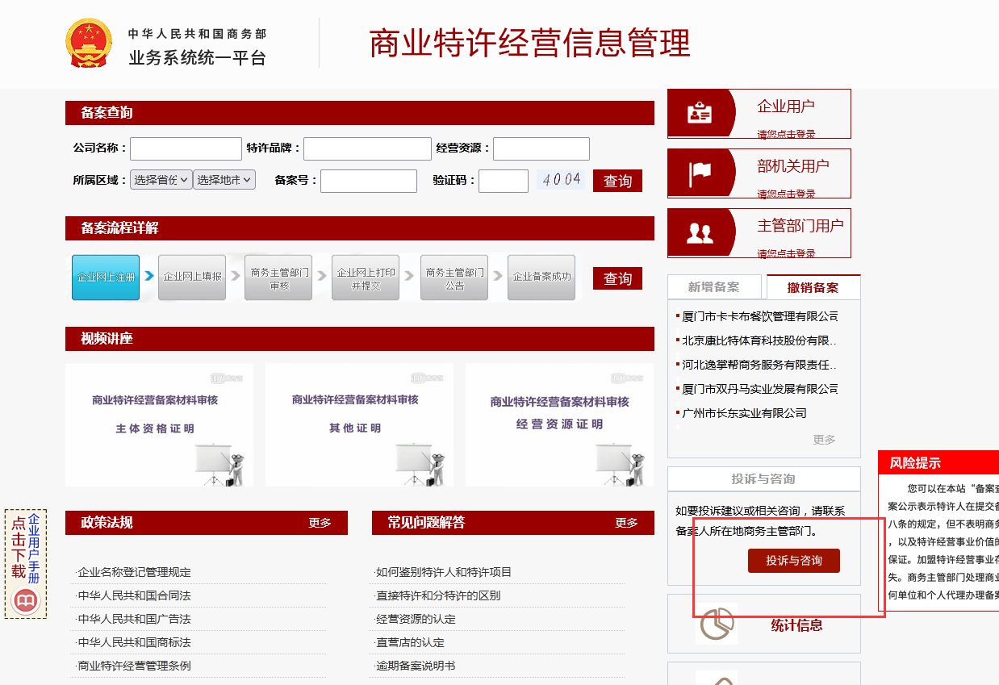 中华人民共和国商务部
业务系统统一平台
商业特许经营信息管理
备案查询
公司名称：
特许品牌：
经营资源：
所属区域：
选择省份
选择地市
备案号：
验证码：
4004
查询
备案流程详解
企业网上注册
企业网上填报
商务主管部门
审核
企业网上打印
并提交
商务主管部门
公告
企业备案成功
查询
视频讲座
商业特许经营备案材料审核
主体资格证明
商业特许经营备案材料审核
其他证明
商业特许经营备案材料审核
经营资源证明
政策法规
更多
·企业名称登记管理规定
·中华人民共和国合同法
·中华人民共和国广告法
·中华人民共和国商标法
·商业特许经营管理条例
常见问题解答
更多
·如何鉴别特许人和特许项目
·直接特许和分特许的区别
·经营资源的认定
·直营店的认定
·逾期备案说明书
企业用户
请您点击登录
部机关用户
请您点击登录
主管部门用户
请您点击登录
新增备案
撤销备案
厦门市卡卡布餐饮管理有限公司
北京康比特体育科技股份有限..
河北逸掌帮商务服务有限责任..
厦门市双丹马实业发展有限公司
广州市长东实业有限公司
更多
投诉与咨询
如要投诉建议或相关咨询，请联系
备案人所在地商务主管部门。
投诉与咨询
统计信息
企业用户手册
点击下载
风险提示
您可以在本站“备案查
案公示表示特许人在提交备
八条的规定，但不表明商务
，以及特许经营事业价值的
保证。加盟特许经营事业存
失。商务主管部门处理商业
何单位和个人代理办理备案